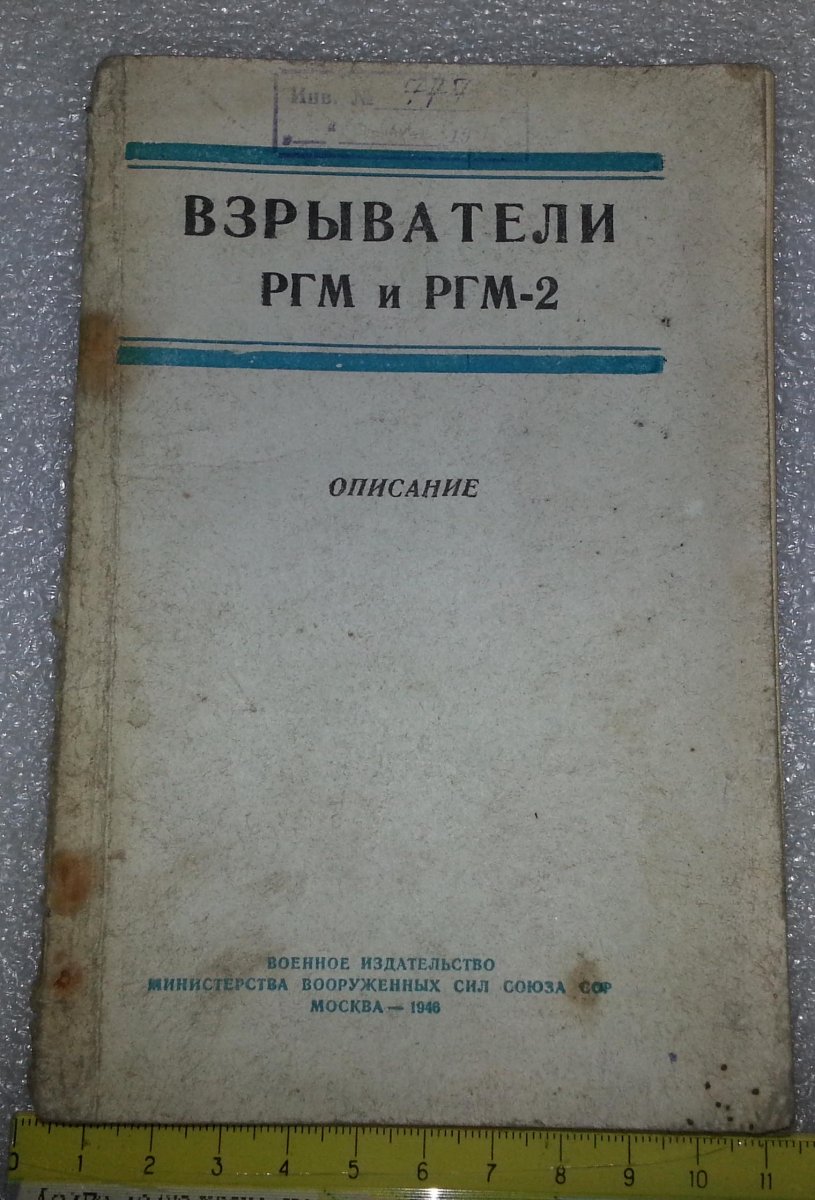 Инв. №
ВЗРЫВАТЕЛИ
РГМ и РГМ-2
ОПИСАНИЕ
ВОЕННОЕ ИЗДАТЕЛЬСТВО
МИНИСТЕРСТВА ВООРУЖЕННЫХ СИЛ СОЮЗА ССР
МОСКВА — 1946
0 1 2 3 4 5 6 7 8 9 10 11